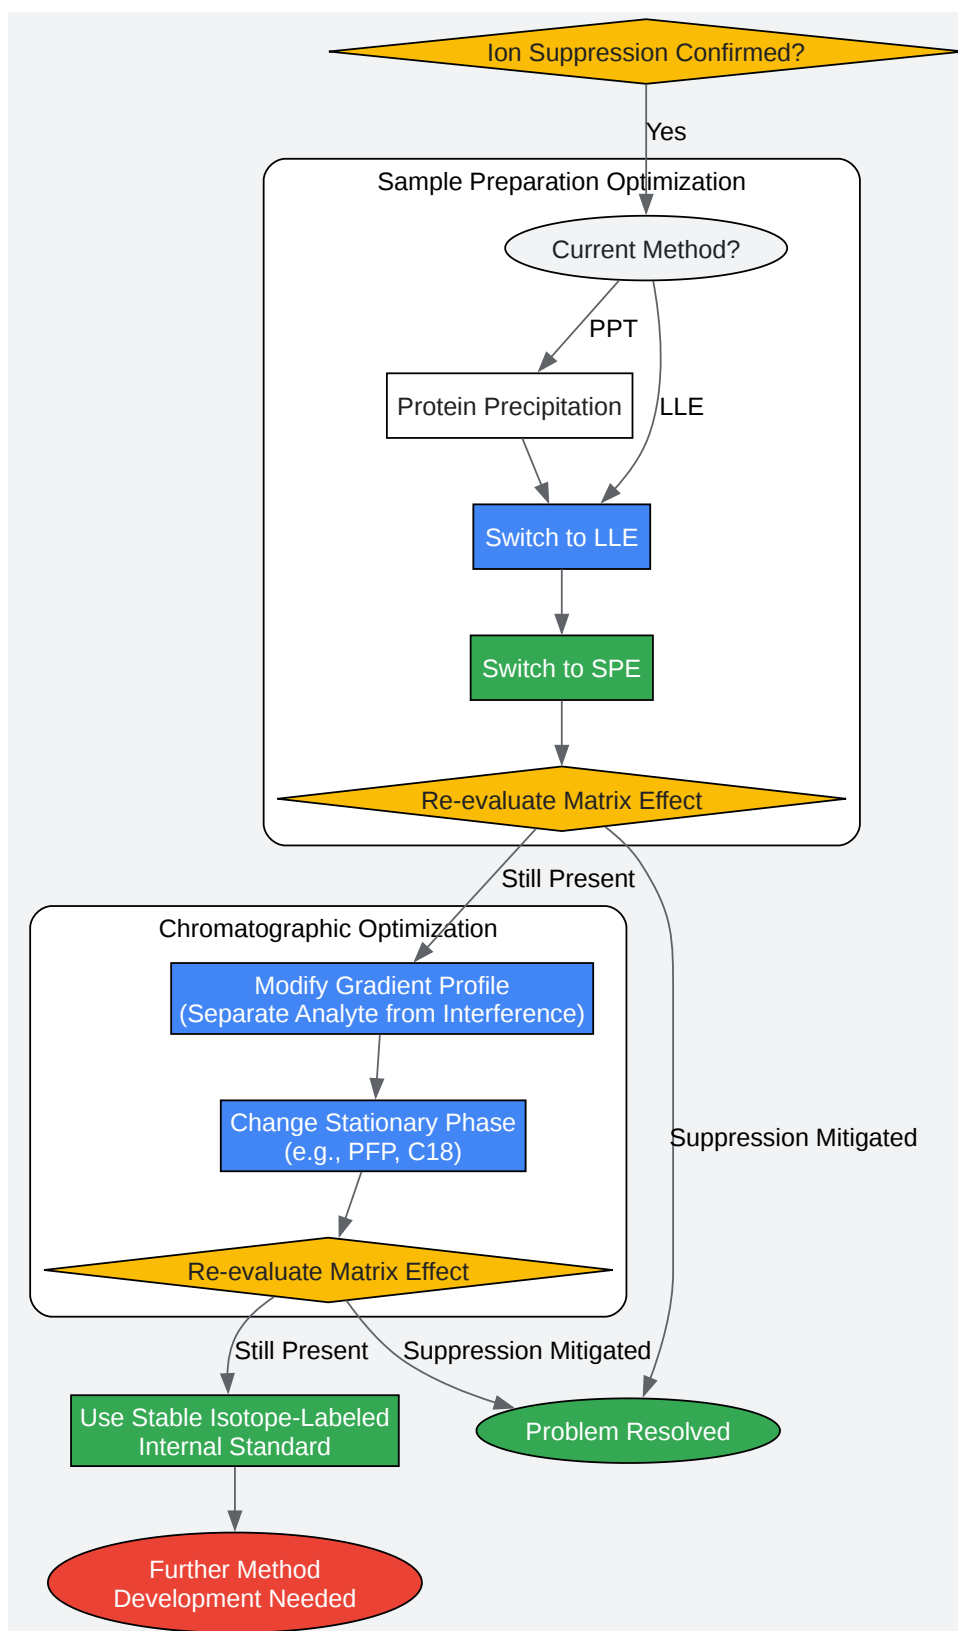 Ion Suppression Confirmed?
Yes
Sample Preparation Optimization
Current Method?
PPT
Protein Precipitation
LLE
Switch to LLE
Switch to SPE
Re-evaluate Matrix Effect
Still Present
Chromatographic Optimization
Modify Gradient Profile
(Separate Analyte from Interference)
Change Stationary Phase
(e.g., PFP, C18)
Suppression Mitigated
Re-evaluate Matrix Effect
Still Present
Suppression Mitigated
Use Stable Isotope-Labeled
Internal Standard
Problem Resolved
Further Method
Development Needed